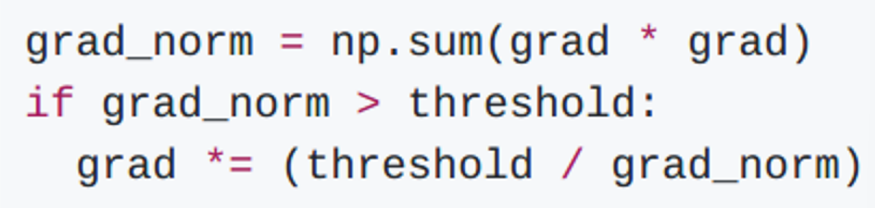 grad_norm = np.sum(grad * grad)
if grad_norm > threshold:
  grad *= (threshold / grad_norm)